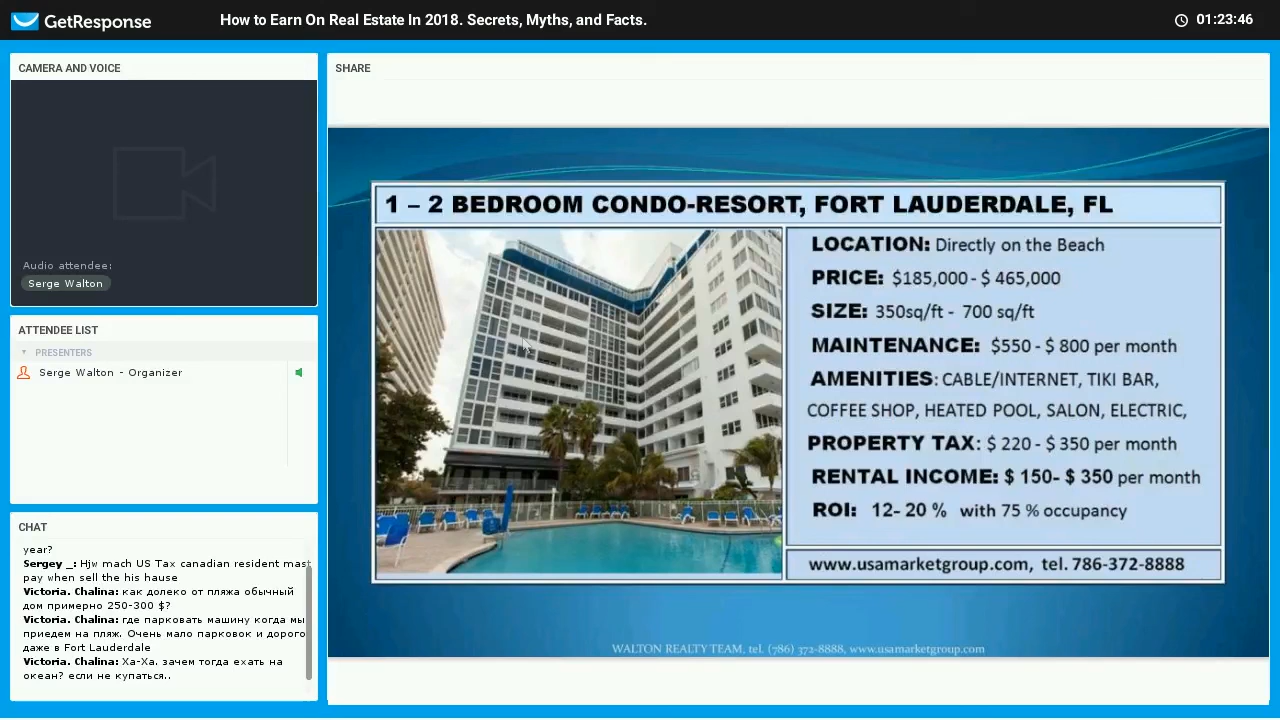 GetResponse
How to Earn On Real Estate In 2018. Secrets, Myths, and Facts.
01:23:46
CAMERA AND VOICE
Audio attendee:
Serge Walton
ATTENDEE LIST
PRESENTERS
Serge Walton - Organizer
CHAT
year?
Sergey _: Hjw mach US Tax canadian resident mast
pay when sell the his hause
Victoria. Chalina: как долеко от пляжа обычный
дом примерно 250-300 $?
Victoria. Chalina: где парковать машину когда мы
приедем на пляж. Очень мало парковок и дорого
даже в Fort Lauderdale
Victoria. Chalina: Ха-Ха. зачем тогда ехать на
океан? если не купаться..
SHARE
1 – 2 BEDROOM CONDO-RESORT, FORT LAUDERDALE, FL
LOCATION: Directly on the Beach
PRICE: $185,000 - $ 465,000
SIZE: 350sq/ft - 700 sq/ft
MAINTENANCE: $550 - $ 800 per month
AMENITIES: CABLE/INTERNET, TIKI BAR,
COFFEE SHOP, HEATED POOL, SALON, ELECTRIC,
PROPERTY TAX: $ 220 - $ 350 per month
RENTAL INCOME: $ 150- $ 350 per month
ROI: 12- 20 % with 75 % occupancy
www.usamarketgroup.com, tel. 786-372-8888
WALTON REALTY TEAM, tel. (786) 372-8888, www.usamarketgroup.com